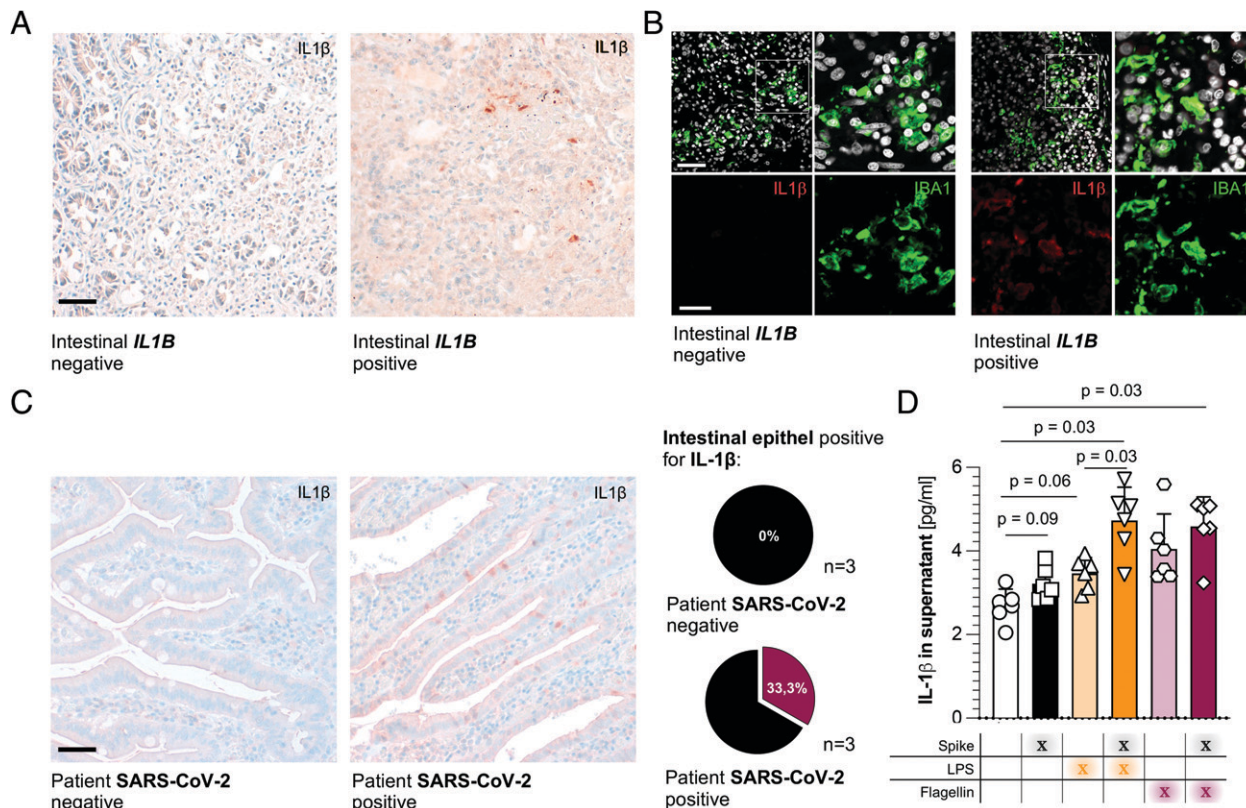 A
IL1β
IL1β
Intestinal IL1B
negative
Intestinal IL1B
positive
B
IL1β
IBA1
IL1β
IBA1
Intestinal IL1B
negative
Intestinal IL1B
positive
C
IL1β
IL1β
Patient SARS-CoV-2
negative
Patient SARS-CoV-2
positive
Intestinal epithel positive
for IL-1β:
0%
n=3
Patient SARS-CoV-2
negative
33,3%
n=3
Patient SARS-CoV-2
positive
D
p = 0.03
p = 0.03
p = 0.03
p = 0.06
p = 0.09
IL-1β in supernatant [pg/ml]
6
4
2
0
Spike x x x
LPS x x
Flagellin x x